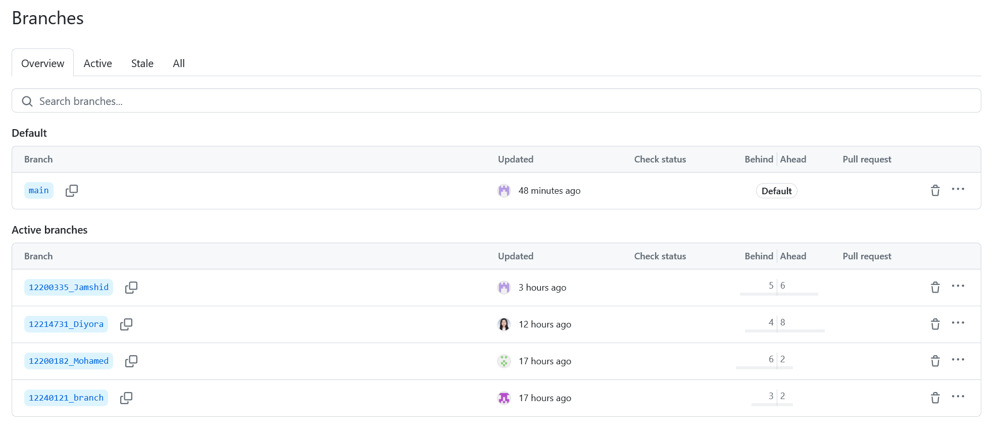 Branches
Overview Active Stale All
Search branches...
Default
Branch Updated Check status Behind Ahead Pull request
main 48 minutes ago Default
Active branches
Branch Updated Check status Behind Ahead Pull request
12200335_Jamshid 3 hours ago 5 6
12214731_Diyora 12 hours ago 4 8
12200182_Mohamed 17 hours ago 6 2
12240121_branch 17 hours ago 3 2